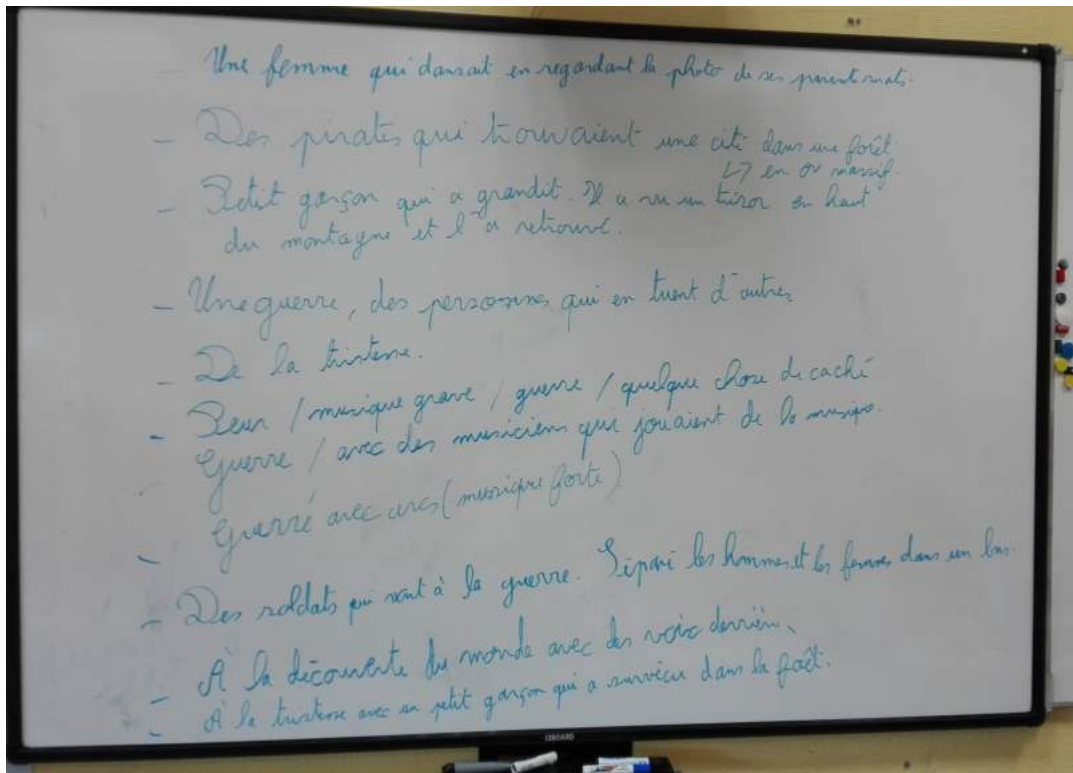 Une femme qui dansait en regardant la photo de ses parent morts.
- Des pirates qui trouvaient une cité dans une forêt.
↳ en or massif.
- Petit garçon qui a grandit. Il a vu un trésor en haut
du montagne et l'a retrouvé.
- Une guerre, des personnes qui en tuent d'autres
- De la tristesse.
- Peur / musique grave / guerre / quelque chose de caché
- Guerre / avec des musiciens qui jouaient de la musique.
- Guerre avec arcs (musique forte)
- Des soldats qui vont à la guerre. Séparé les hommes et les femmes dans un bus.
- À la découverte du monde avec des voix derrière.
- À la tristesse avec un petit garçon qui a survécu dans la forêt.